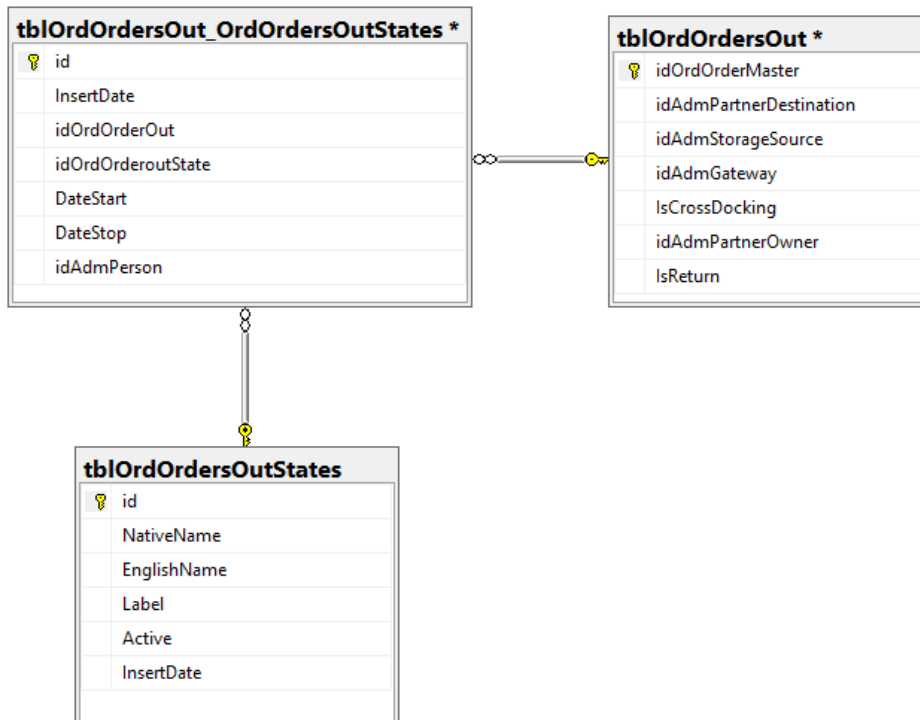 tblOrdOrdersOut_OrdOrdersOutStates *
id
InsertDate
idOrdOrderOut
idOrdOrderoutState
DateStart
DateStop
idAdmPerson
tblOrdOrdersOut *
idOrdOrderMaster
idAdmPartnerDestination
idAdmStorageSource
idAdmGateway
IsCrossDocking
idAdmPartnerOwner
IsReturn
tblOrdOrdersOutStates
id
NativeName
EnglishName
Label
Active
InsertDate